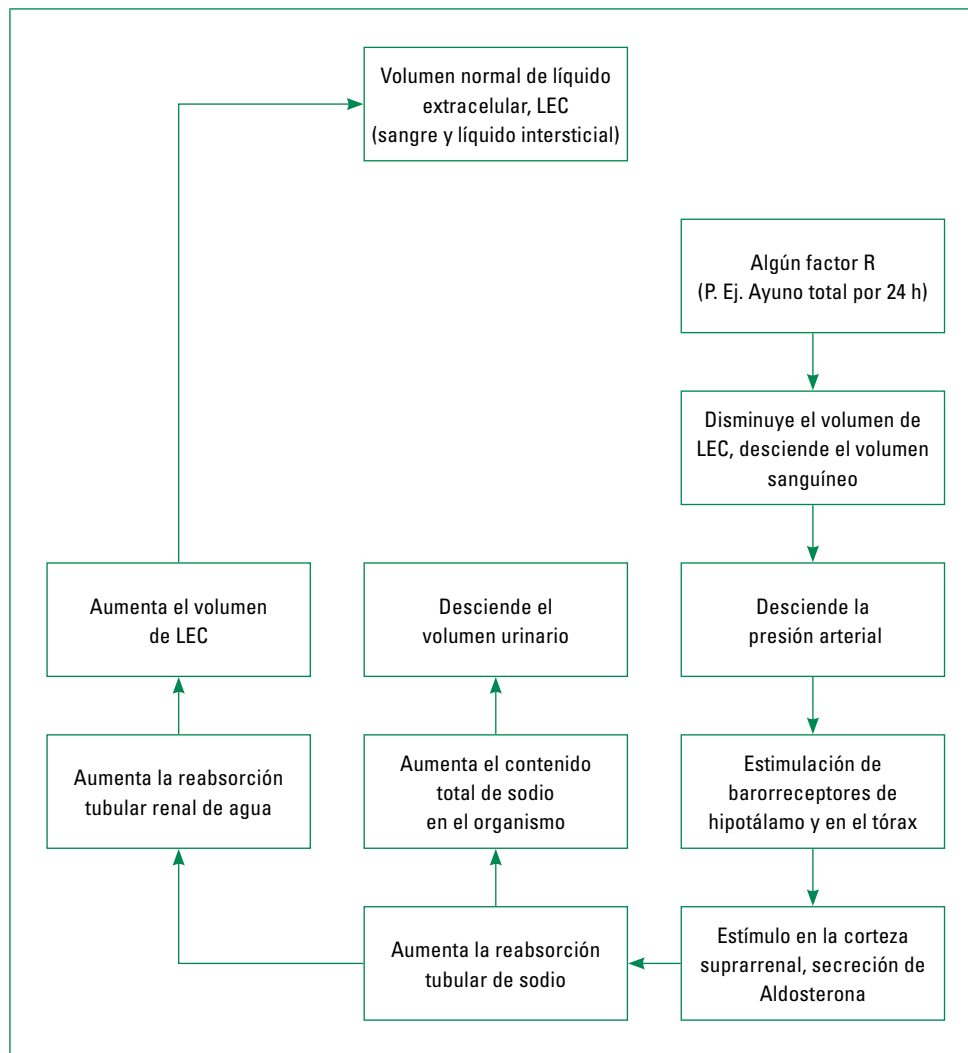 Volumen normal de líquido
extracelular, LEC
(sangre y líquido intersticial)
Algún factor R
(P. Ej. Ayuno total por 24 h)
Disminuye el volumen de
LEC, desciende el volumen
sanguíneo
Aumenta el volumen
de LEC
Desciende el
volumen urinario
Desciende la
presión arterial
Aumenta la reabsorción
tubular renal de agua
Aumenta el contenido
total de sodio
en el organismo
Estimulación de
barorreceptores de
hipotálamo y en el tórax
Aumenta la reabsorción
tubular de sodio
Estímulo en la corteza
suprarrenal, secreción de
Aldosterona